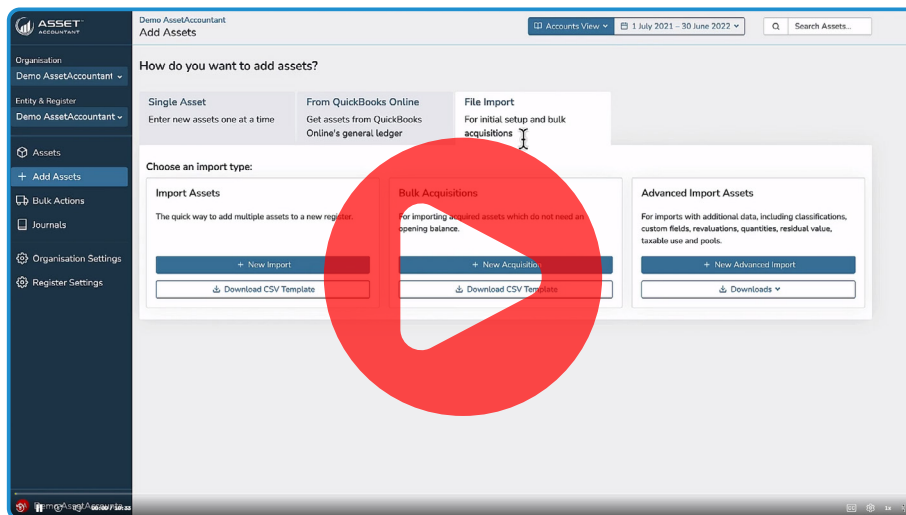 ASSET
ACCOUNTANT
Demo AssetAccountant
Add Assets
Accounts View
1 July 2021 – 30 June 2022
Search Assets...
Organisation
Demo AssetAccountant
Entity & Register
Demo AssetAccountant
Assets
+ Add Assets
Bulk Actions
Journals
Organisation Settings
Register Settings
How do you want to add assets?
Single Asset
Enter new assets one at a time
From QuickBooks Online
Get assets from QuickBooks
Online's general ledger
File Import
For initial setup and bulk
acquisitions
Choose an import type:
Import Assets
The quick way to add multiple assets to a new register.
+ New Import
Download CSV Template
Bulk Acquisitions
For importing acquired assets which do not need an
opening balance.
+ New Acquisition
Download CSV Template
Advanced Import Assets
For imports with additional data, including classifications,
custom fields, revaluations, quantities, residual value,
taxable use and pools.
+ New Advanced Import
Downloads
Demo AssetAccounta
1x